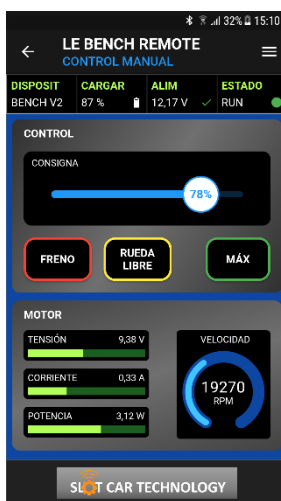 32% 15:10
LE BENCH REMOTE
CONTROL MANUAL
DISPOSIT CARGAR ALIM ESTADO
BENCH V2 87 % 12,17 V RUN
CONTROL
CONSIGNA
78%
FRENO
RUEDA
LIBRE
MÁX
MOTOR
TENSIÓN 9,38 V
CORRIENTE 0,33 A
POTENCIA 3,12 W
VELOCIDAD
19270
RPM
SLOT CAR TECHNOLOGY